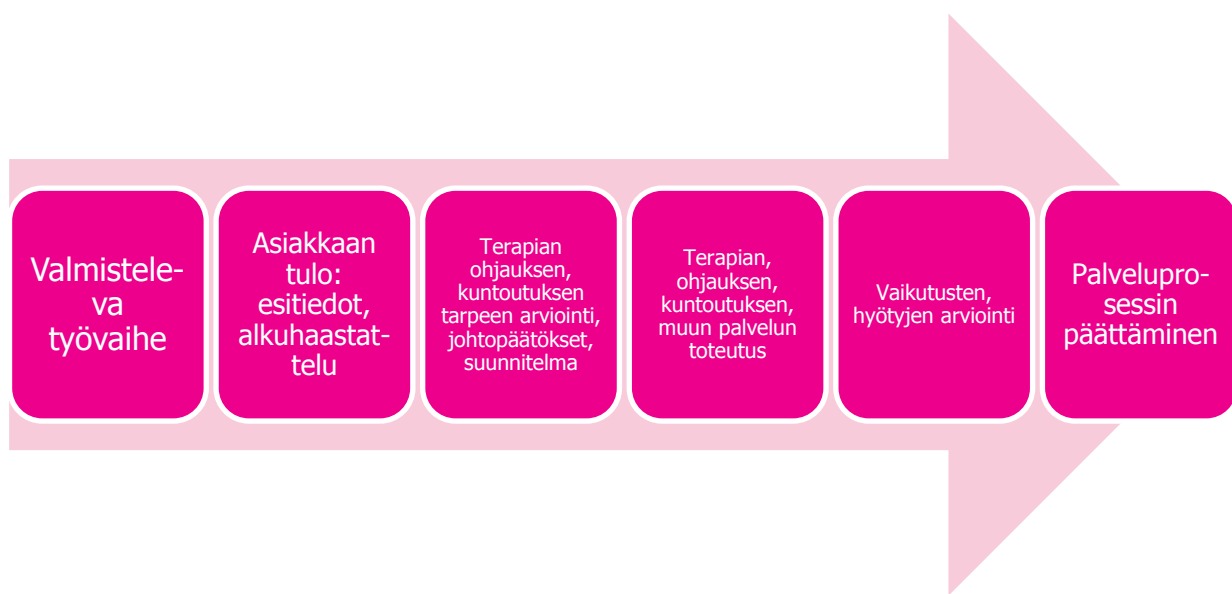 Valmistele-
va
työvaihe
Asiakkaan
tulo:
esitiedot,
alkuhaastat-
telu
Terapian
ohjauksen,
kuntoutuksen
tarpeen arviointi,
johtopäätökset,
suunnitelma
Terapian,
ohjauksen,
kuntoutuksen,
muun palvelun
toteutus
Vaikutusten,
hyötyjen arviointi
Palvelupro-
sessin
päättäminen